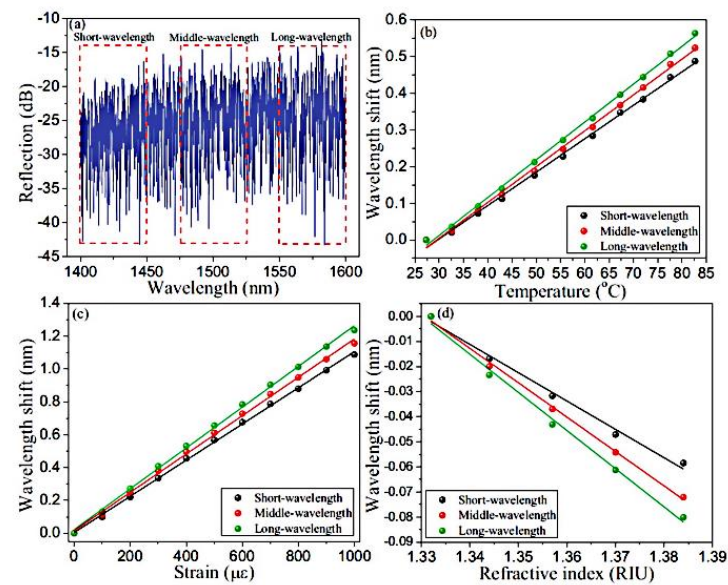 (a)
Short-wavelength Middle-wavelength Long-wavelength
Reflection (dB)
-10
-15
-20
-25
-30
-35
-40
-45
1400 1450 1500 1550 1600
Wavelength (nm)
(b)
Wavelength shift (nm)
0.6
0.5
0.4
0.3
0.2
0.1
0.0
25 30 35 40 45 50 55 60 65 70 75 80 85
Temperature (°C)
Short-wavelength
Middle-wavelength
Long-wavelength
(c)
Wavelength shift (nm)
1.4
1.2
1.0
0.8
0.6
0.4
0.2
0.0
0 200 400 600 800 1000
Strain (με)
Short-wavelength
Middle-wavelength
Long-wavelength
(d)
Wavelength shift (nm)
0.00
-0.01
-0.02
-0.03
-0.04
-0.05
-0.06
-0.07
-0.08
-0.09
1.33 1.34 1.35 1.36 1.37 1.38 1.39
Refractive index (RIU)
Short-wavelength
Middle-wavelength
Long-wavelength